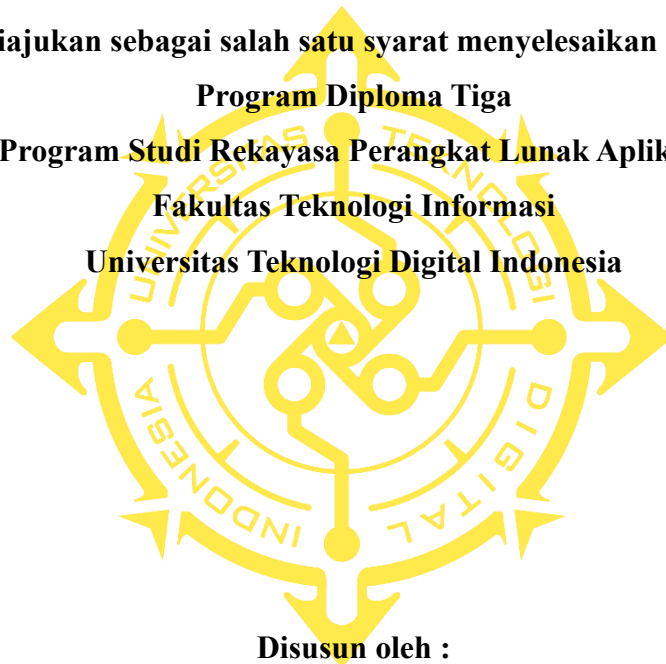 iajukan sebagai salah satu syarat menyelesaikan
Program Diploma Tiga
Program Studi Rekayasa Perangkat Lunak Aplik
Fakultas Teknologi Informasi
Universitas Teknologi Digital Indonesia
UNIVERSITAS TEKNOLOGI DIGITAL INDONESIA
Disusun oleh :